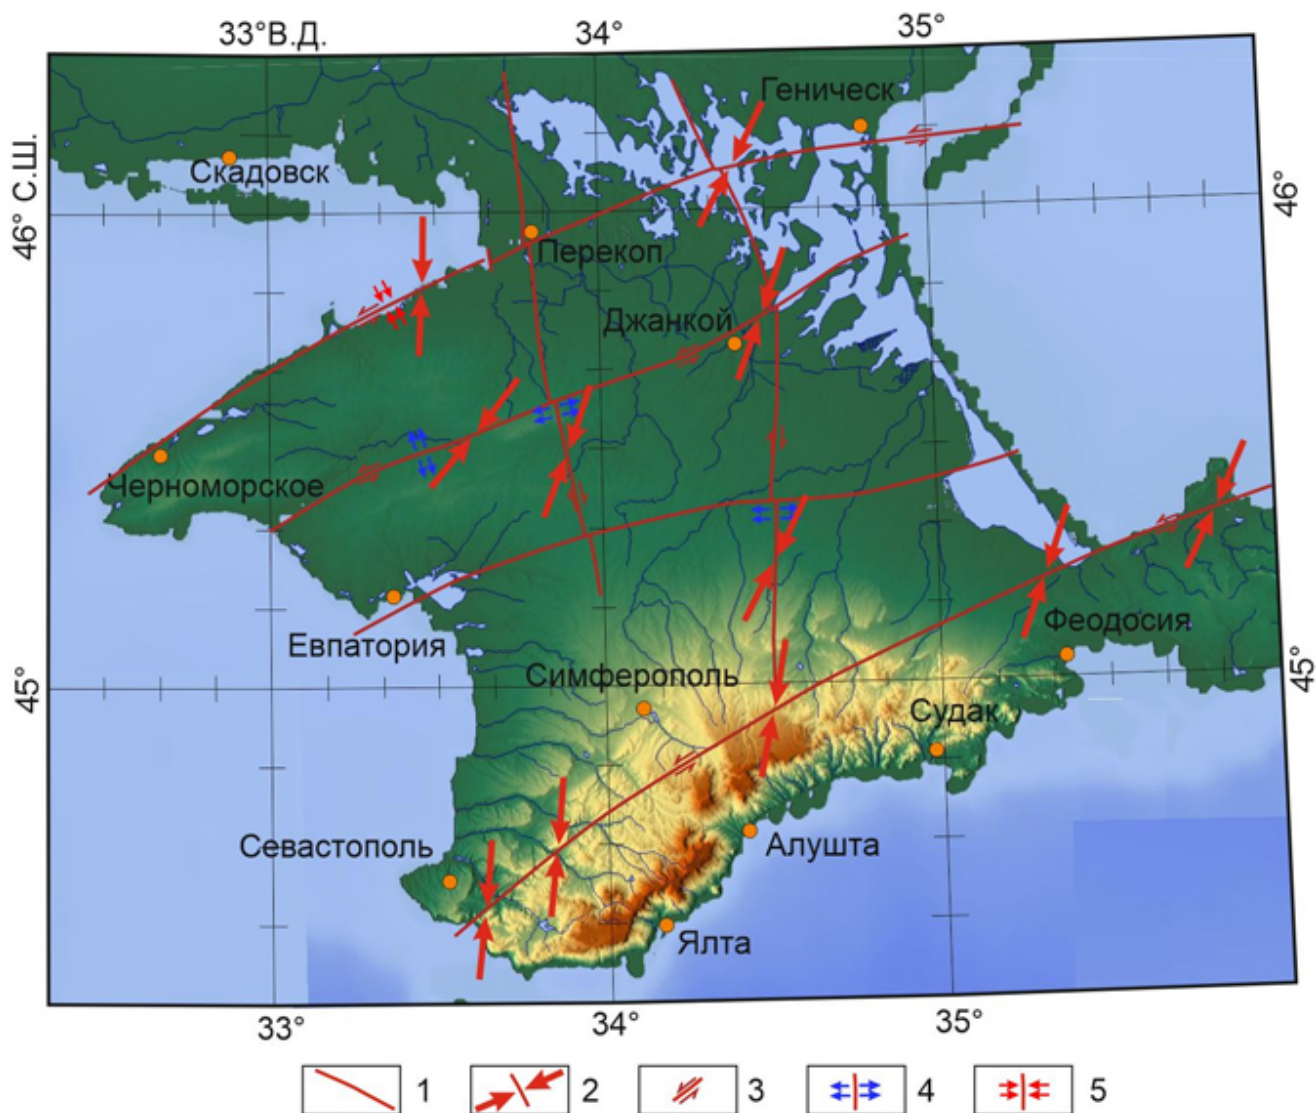 33°В.Д.
34°
35°
Геническ
46° С.Ш.
Скадовск
46°
Перекоп
Джанкой
Черноморское
Феодосия
Евпатория
45°
Симферополь
45°
Судак
Севастополь
Алушта
Ялта
33°
34°
35°
1
2
3
4
5